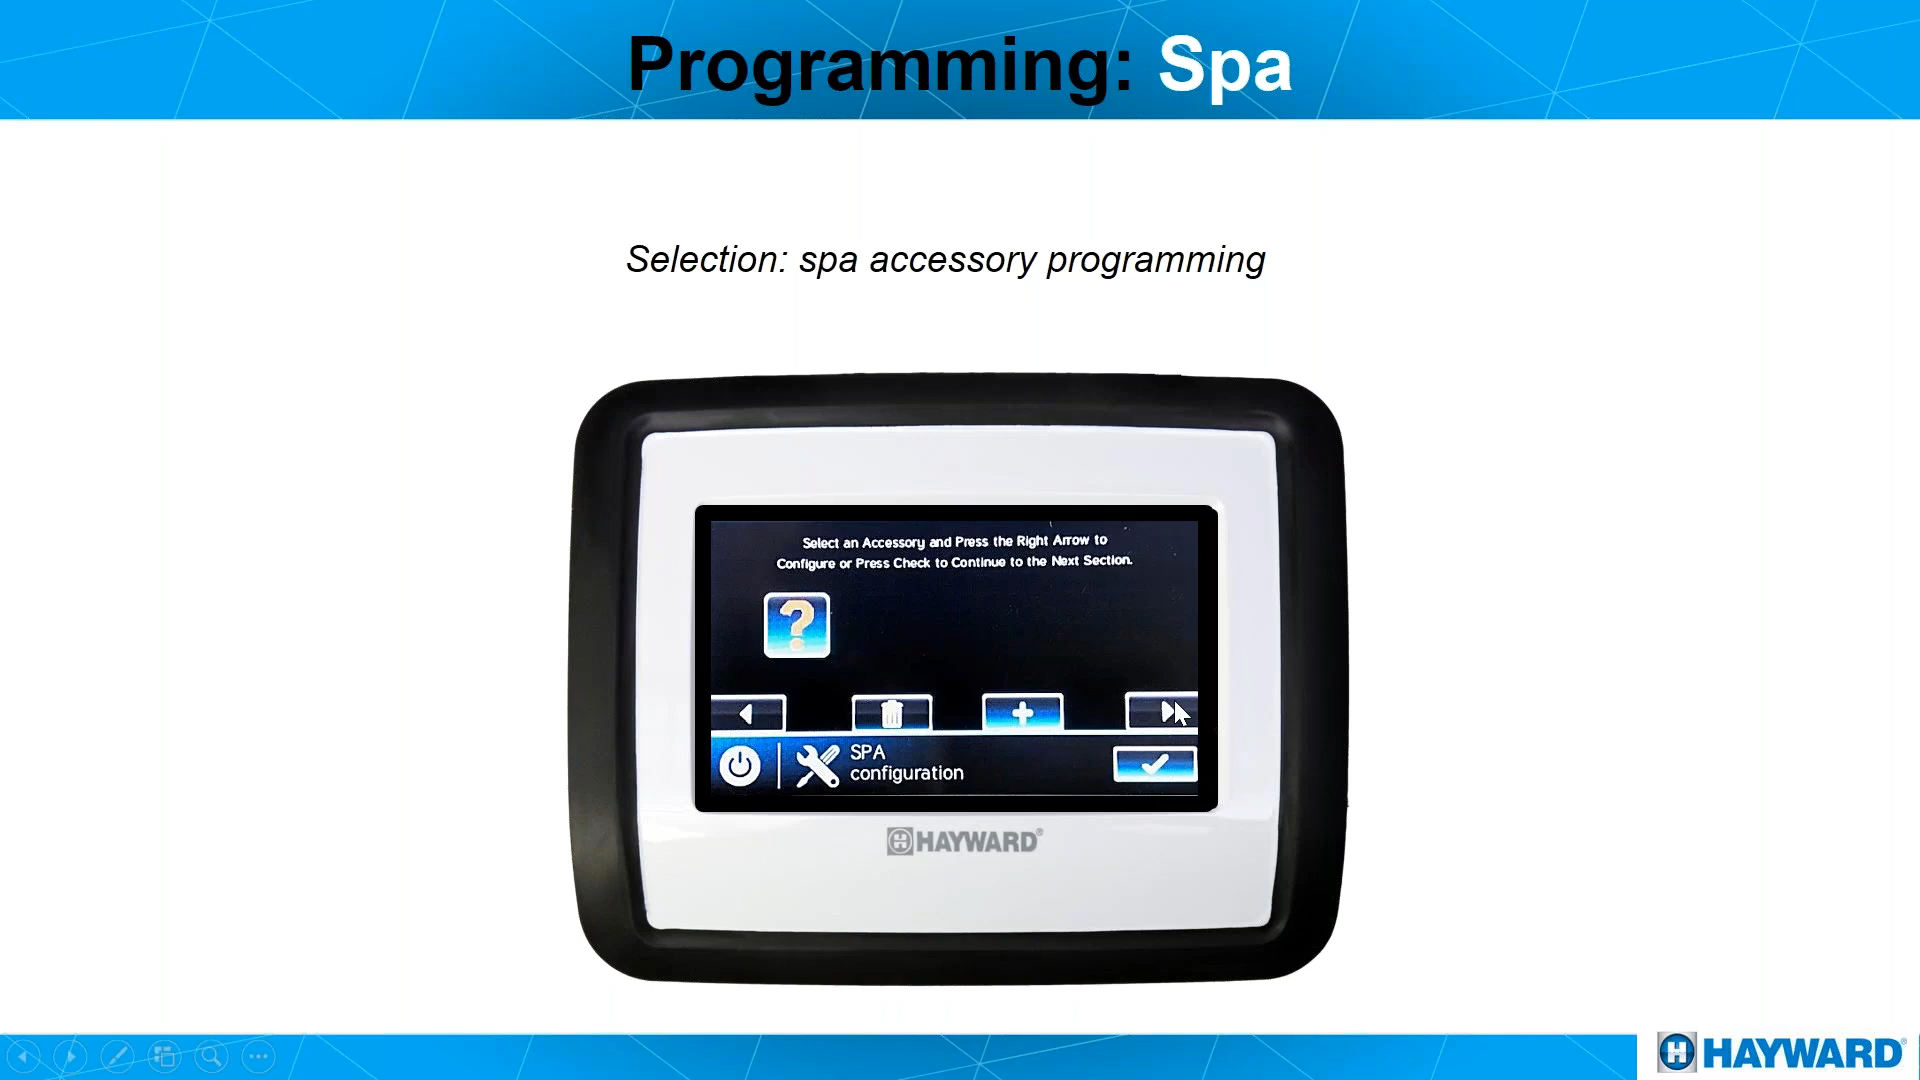 Programming: Spa
Selection: spa accessory programming
Select an Accessory and Press the Right Arrow to
Configure or Press Check to Continue to the Next Section.
?
SPA
configuration
HAYWARD®
HAYWARD®